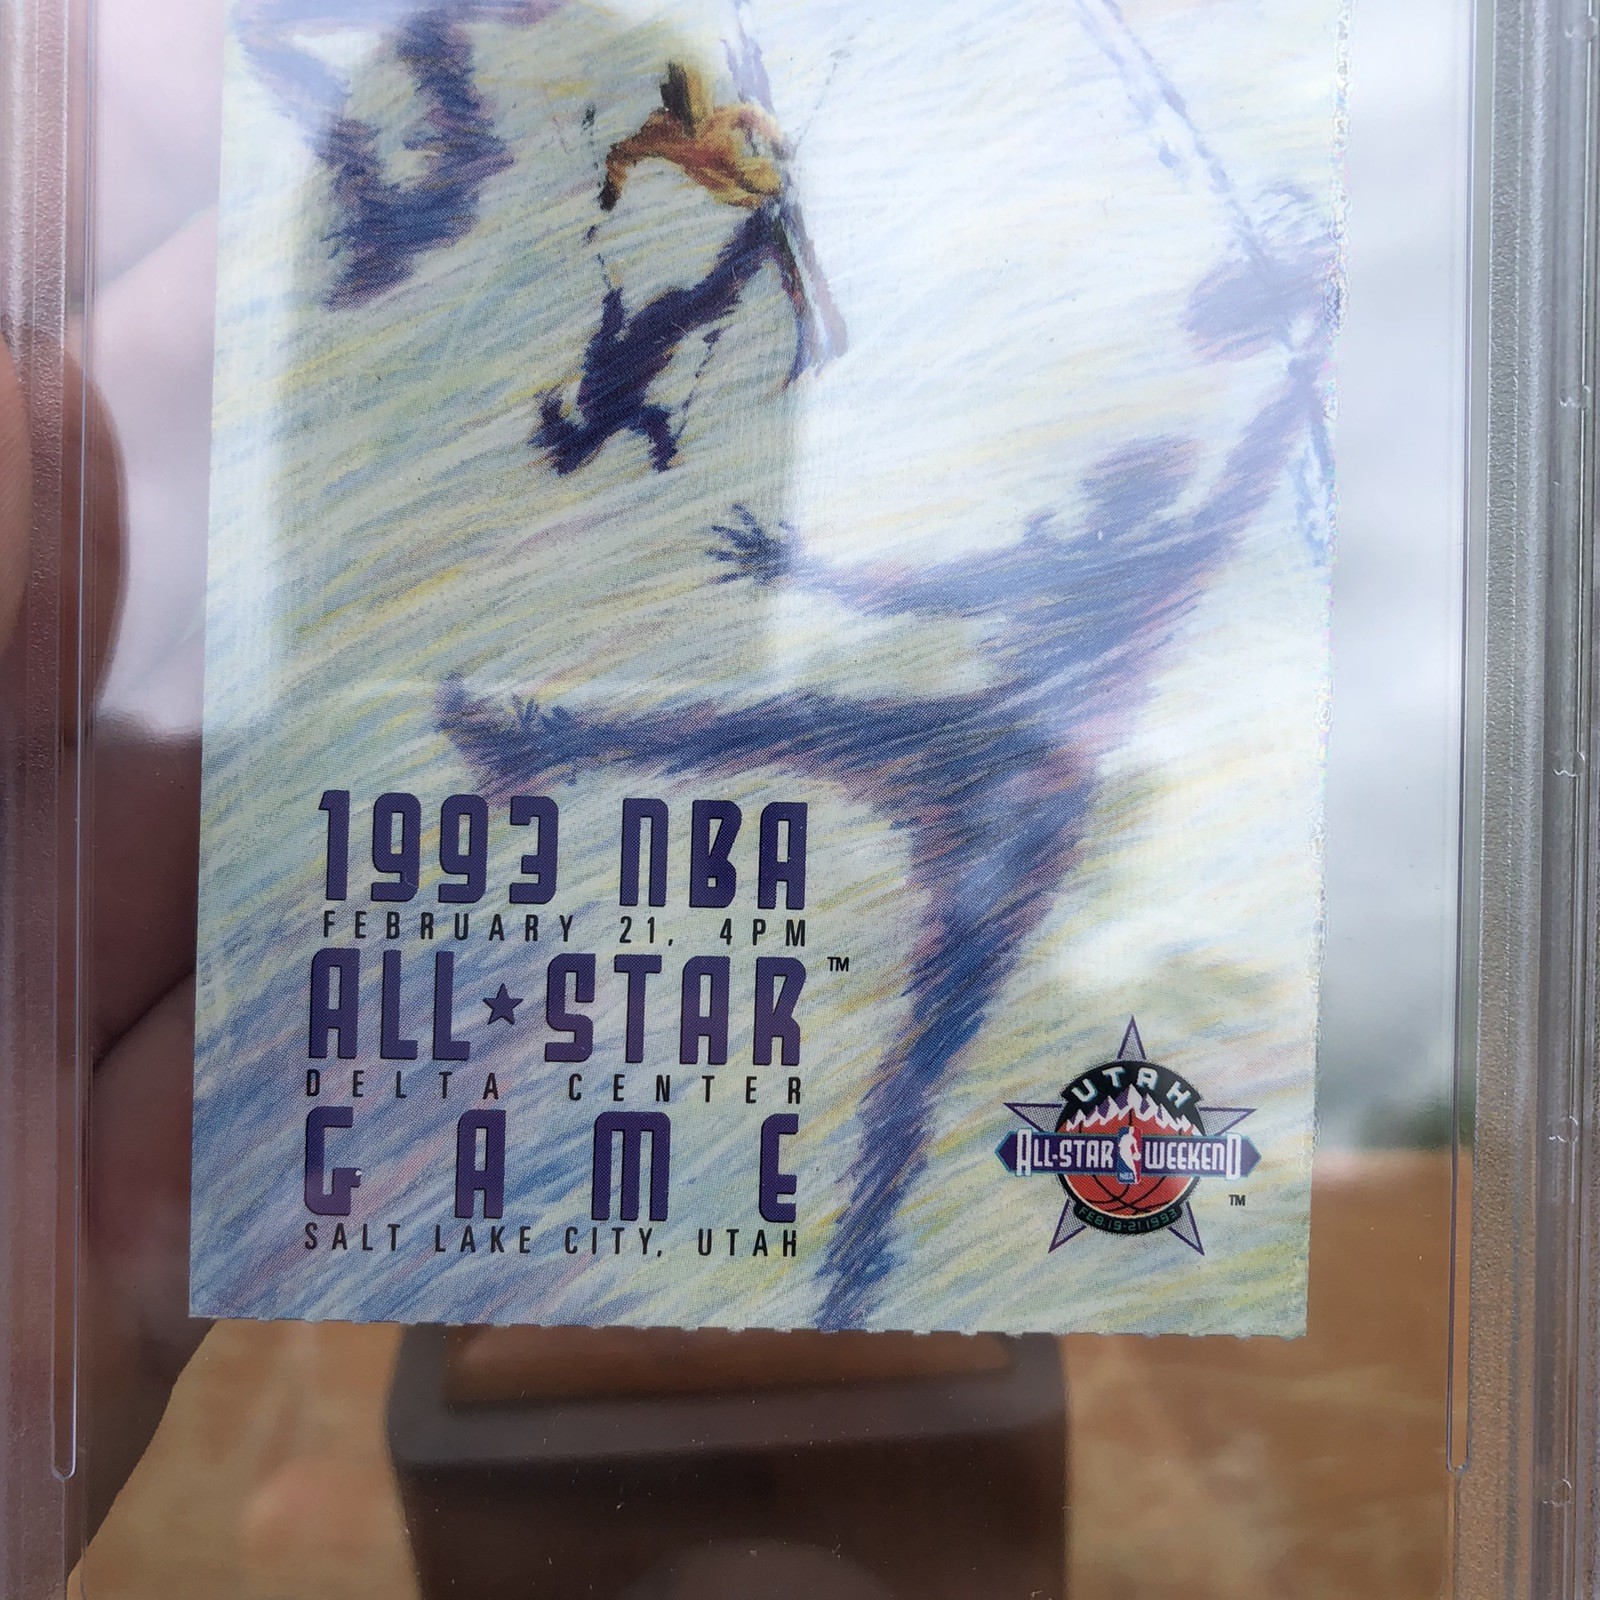 1993 NBA
FEBRUARY 21, 4PM
ALL★STAR™
DELTA CENTER
GAME
SALT LAKE CITY, UTAH
UTAH
ALL-STAR WEEKEND
NBA
FEB.19-21.1993
TM